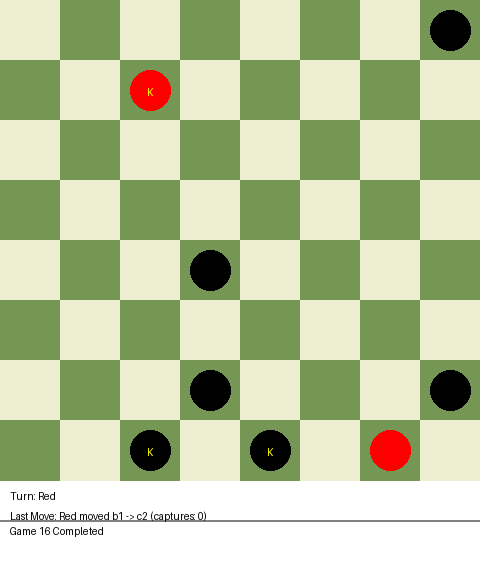 K
K
K
Turn: Red
Last Move: Red moved b1 -> c2 (captures: 0)
Game 16 Completed